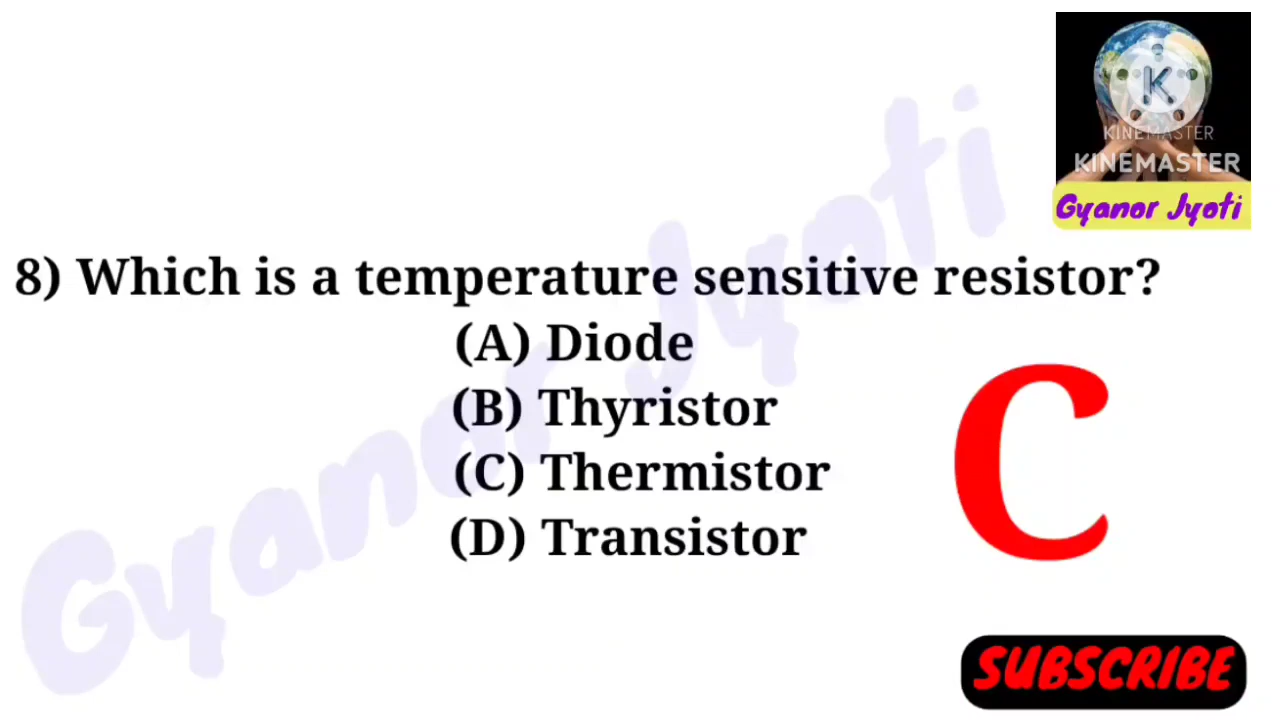 K
KINEMASTER
KINEMASTER
Gyanor Jyoti
8) Which is a temperature sensitive resistor?
(A) Diode
(B) Thyristor
(C) Thermistor
(D) Transistor
C
Gyanor Jyoti
SUBSCRIBE